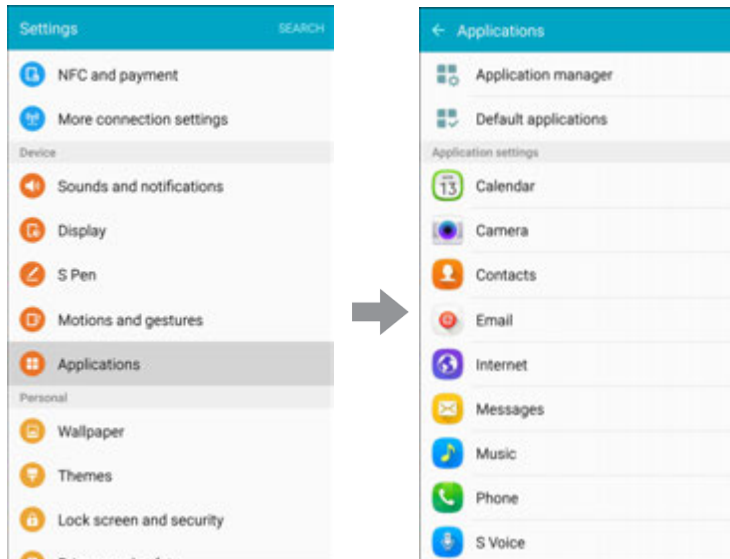 Settings
SEARCH
NFC and payment
More connection settings
Device
Sounds and notifications
Display
S Pen
Motions and gestures
Applications
Personal
Wallpaper
Themes
Lock screen and security
Applications
Application manager
Default applications
Application settings
13
Calendar
Camera
Contacts
Email
Internet
Messages
Music
Phone
S Voice